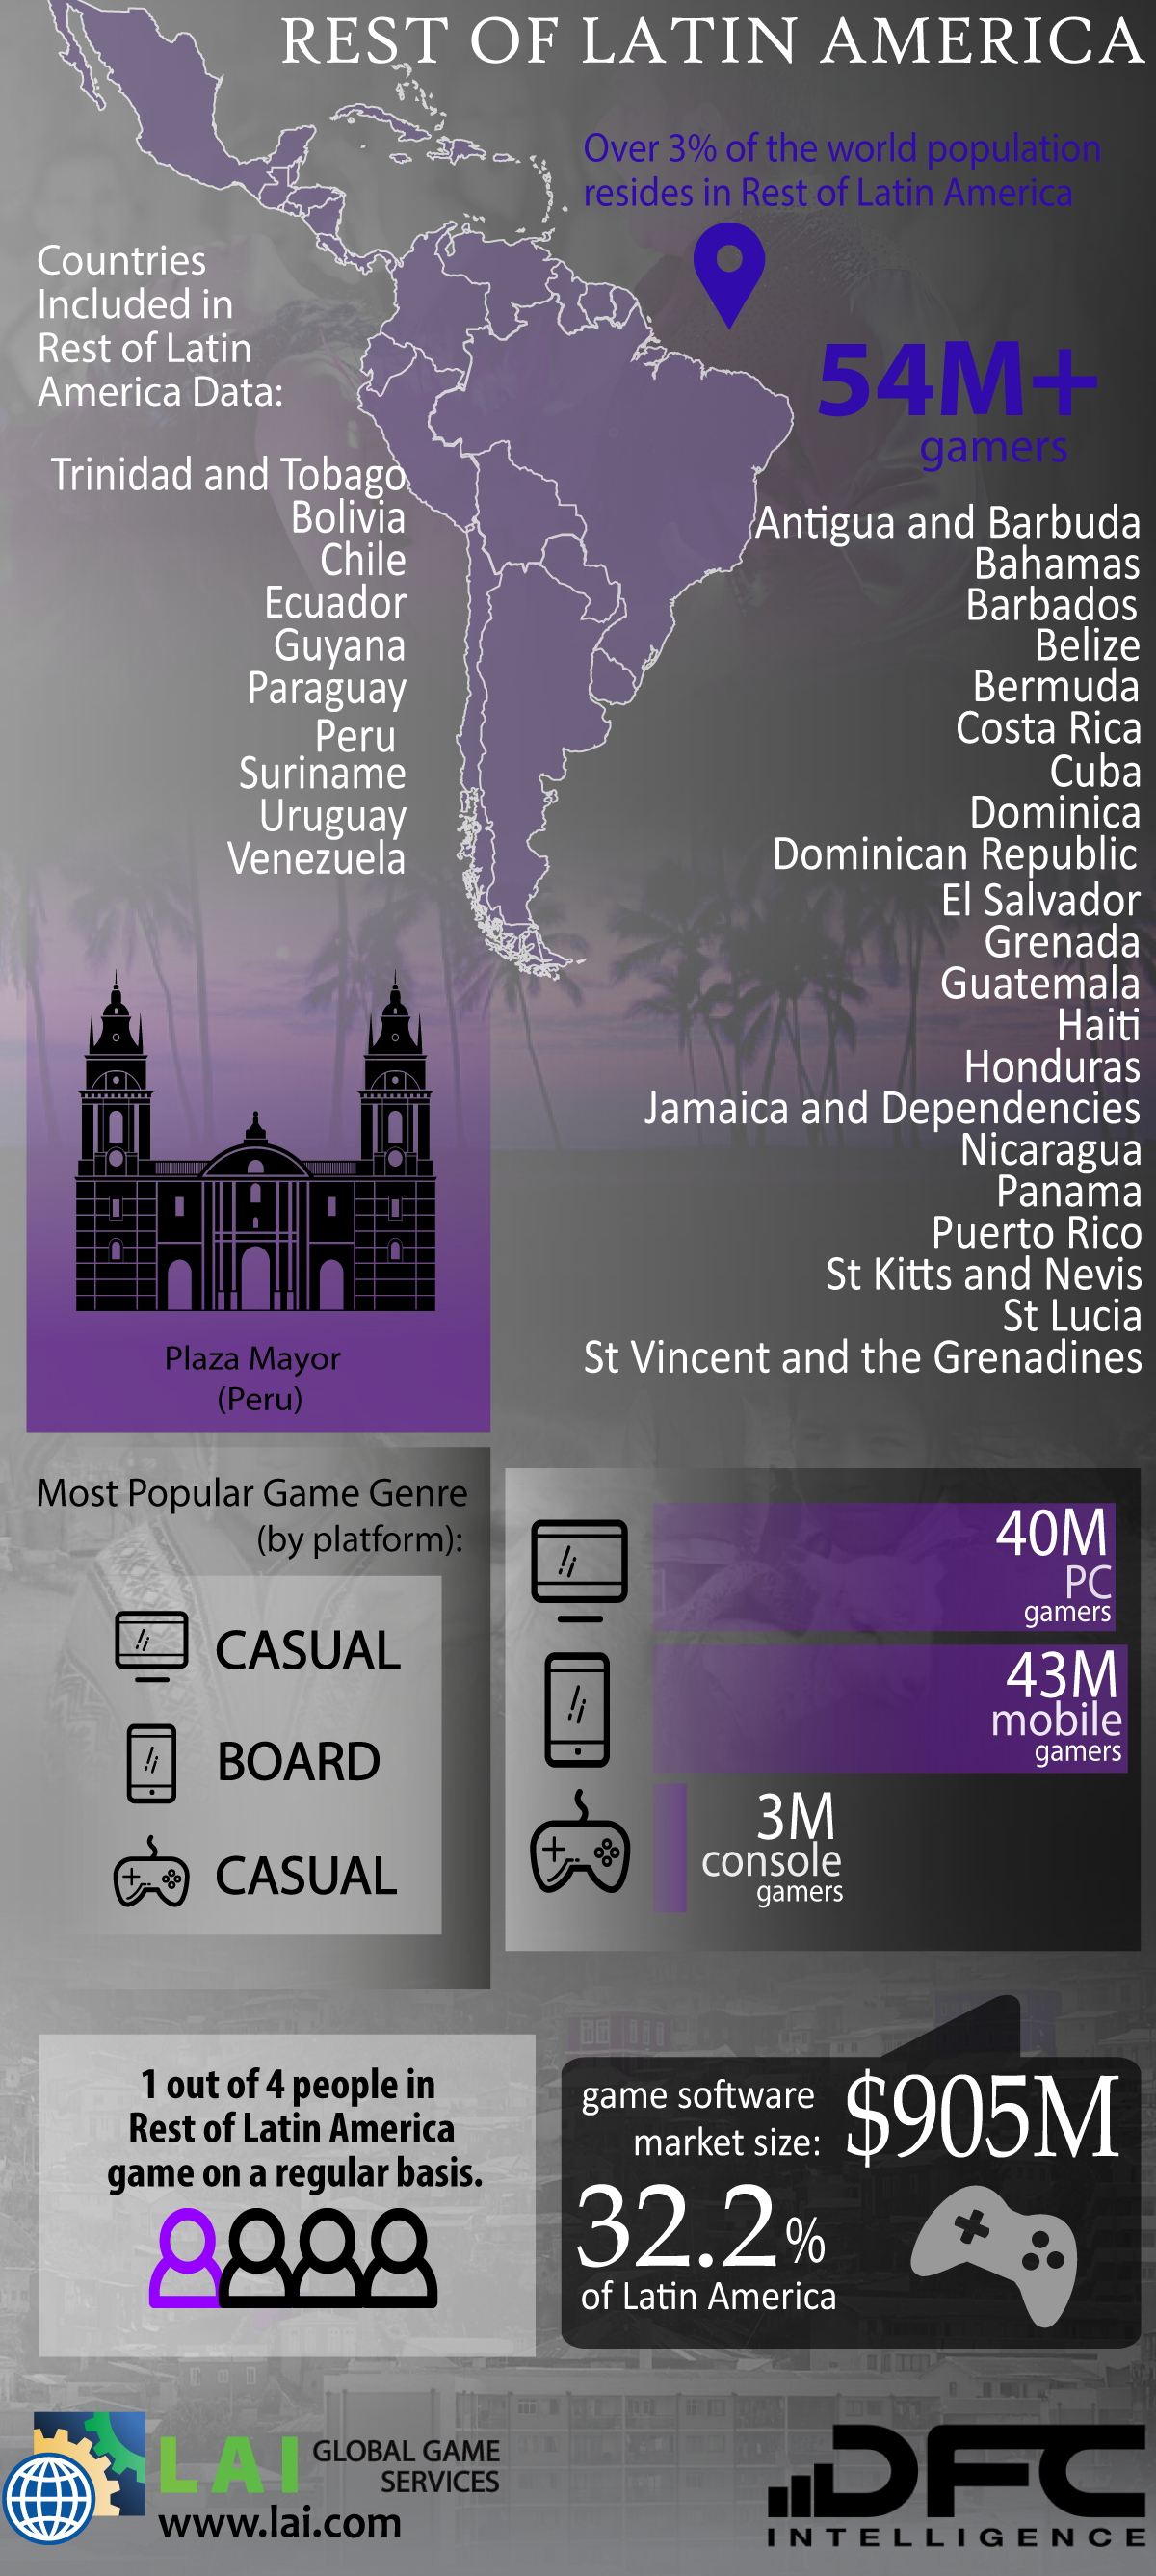 REST OF LATIN AMERICA
Over 3% of the world population
resides in Rest of Latin America
54M+
gamers
Countries
Included in
Rest of Latin
America Data:
Trinidad and Tobago
Bolivia
Chile
Ecuador
Guyana
Paraguay
Peru
Suriname
Uruguay
Venezuela
Antigua and Barbuda
Bahamas
Barbados
Belize
Bermuda
Costa Rica
Cuba
Dominica
Dominican Republic
El Salvador
Grenada
Guatemala
Haiti
Honduras
Jamaica and Dependencies
Nicaragua
Panama
Puerto Rico
St Kitts and Nevis
St Lucia
St Vincent and the Grenadines
Plaza Mayor
(Peru)
Most Popular Game Genre
(by platform):
CASUAL
BOARD
CASUAL
40M
PC
gamers
43M
mobile
gamers
3M
console
gamers
1 out of 4 people in
Rest of Latin America
game on a regular basis.
game software
market size:
$905M
32.2%
of Latin America
LAI GLOBAL GAME
SERVICES
www.lai.com
DFC
INTELLIGENCE